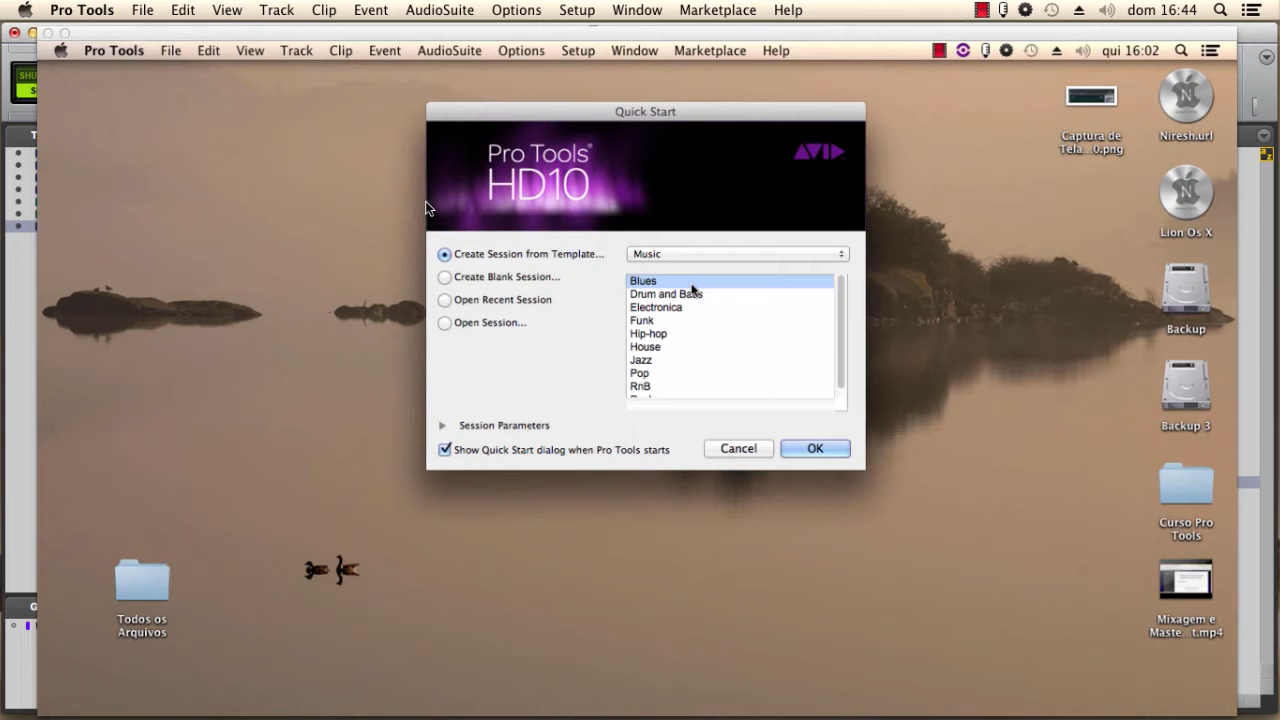 Pro Tools File Edit View Track Clip Event AudioSuite Options Setup Window Marketplace Help dom 16:44
Pro Tools File Edit View Track Clip Event AudioSuite Options Setup Window Marketplace Help qui 16:02
SHU
S
T
Quick Start
Pro Tools®
HD10
AVID
Create Session from Template...
Create Blank Session...
Open Recent Session
Open Session...
Music
Blues
Drum and Bass
Electronica
Funk
Hip-hop
House
Jazz
Pop
RnB
Session Parameters
Show Quick Start dialog when Pro Tools starts
Cancel
OK
Captura de
Tela...0.png
Niresh.url
Lion Os X
Backup
Backup 3
Curso Pro
Tools
Mixagem e
Maste...t.mp4
Todos os
Arquivos
G